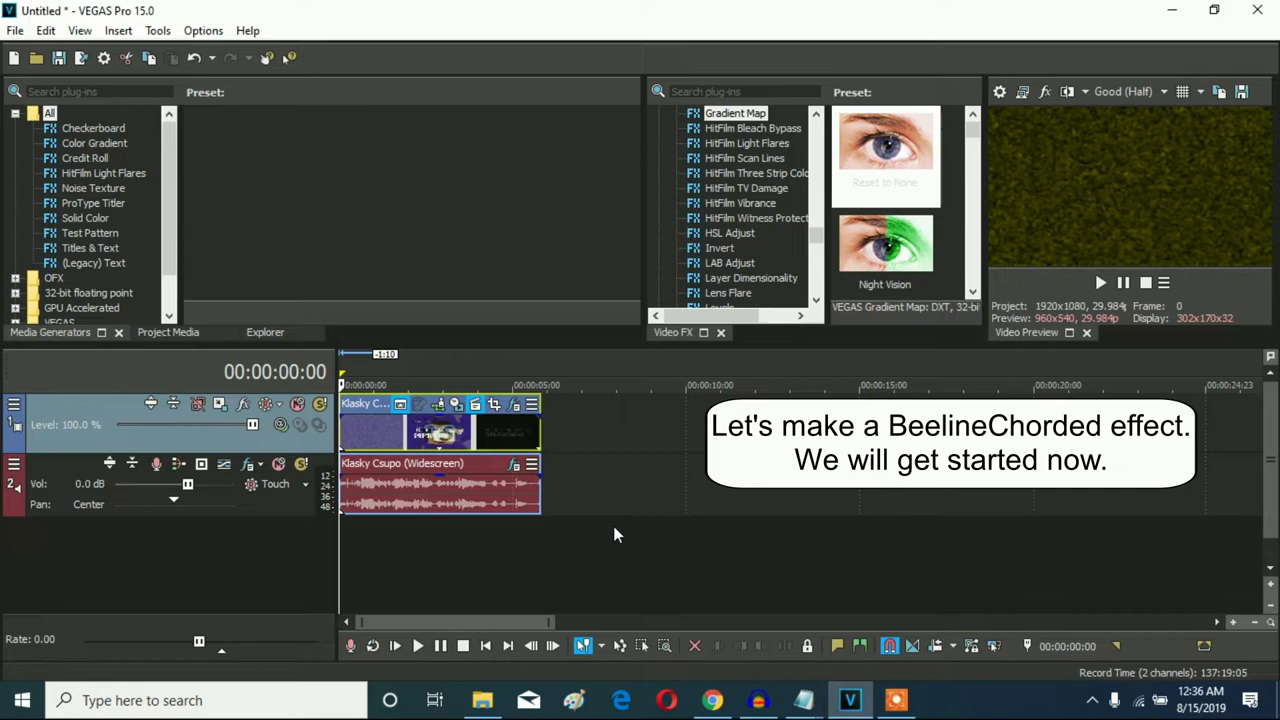 Untitled * - VEGAS Pro 15.0
File Edit View Insert Tools Options Help
Search plug-ins
Preset:
All
Checkerboard
Color Gradient
Credit Roll
HitFilm Light Flares
Noise Texture
ProType Titler
Solid Color
Test Pattern
Titles & Text
(Legacy) Text
OFX
32-bit floating point
GPU Accelerated
VEGAS
Media Generators
Project Media
Explorer
Search plug-ins
Preset:
Gradient Map
HitFilm Bleach Bypass
HitFilm Light Flares
HitFilm Scan Lines
HitFilm Three Strip Colo
HitFilm TV Damage
HitFilm Vibrance
HitFilm Witness Protect
HSL Adjust
Invert
LAB Adjust
Layer Dimensionality
Lens Flare
Levels
Reset to None
Night Vision
VEGAS Gradient Map: DXT, 32-bi
Video FX
Good (Half)
Project: 1920x1080, 29.984p Frame: 0
Preview: 960x540, 29.984p Display: 302x170x32
Video Preview
-1:10
00:00:00:00
00:00:00:00 00:00:05:00 00:00:10:00 00:00:15:00 00:00:20:00 00:00:24:23
1
Level: 100.0 %
Klasky C...
Let's make a BeelineChorded effect.
We will get started now.
2
Vol: 0.0 dB Touch
Pan: Center
12
24
36
48
Klasky Csupo (Widescreen)
Rate: 0.00
00:00:00:00
Record Time (2 channels): 137:19:05
Type here to search
12:36 AM
8/15/2019